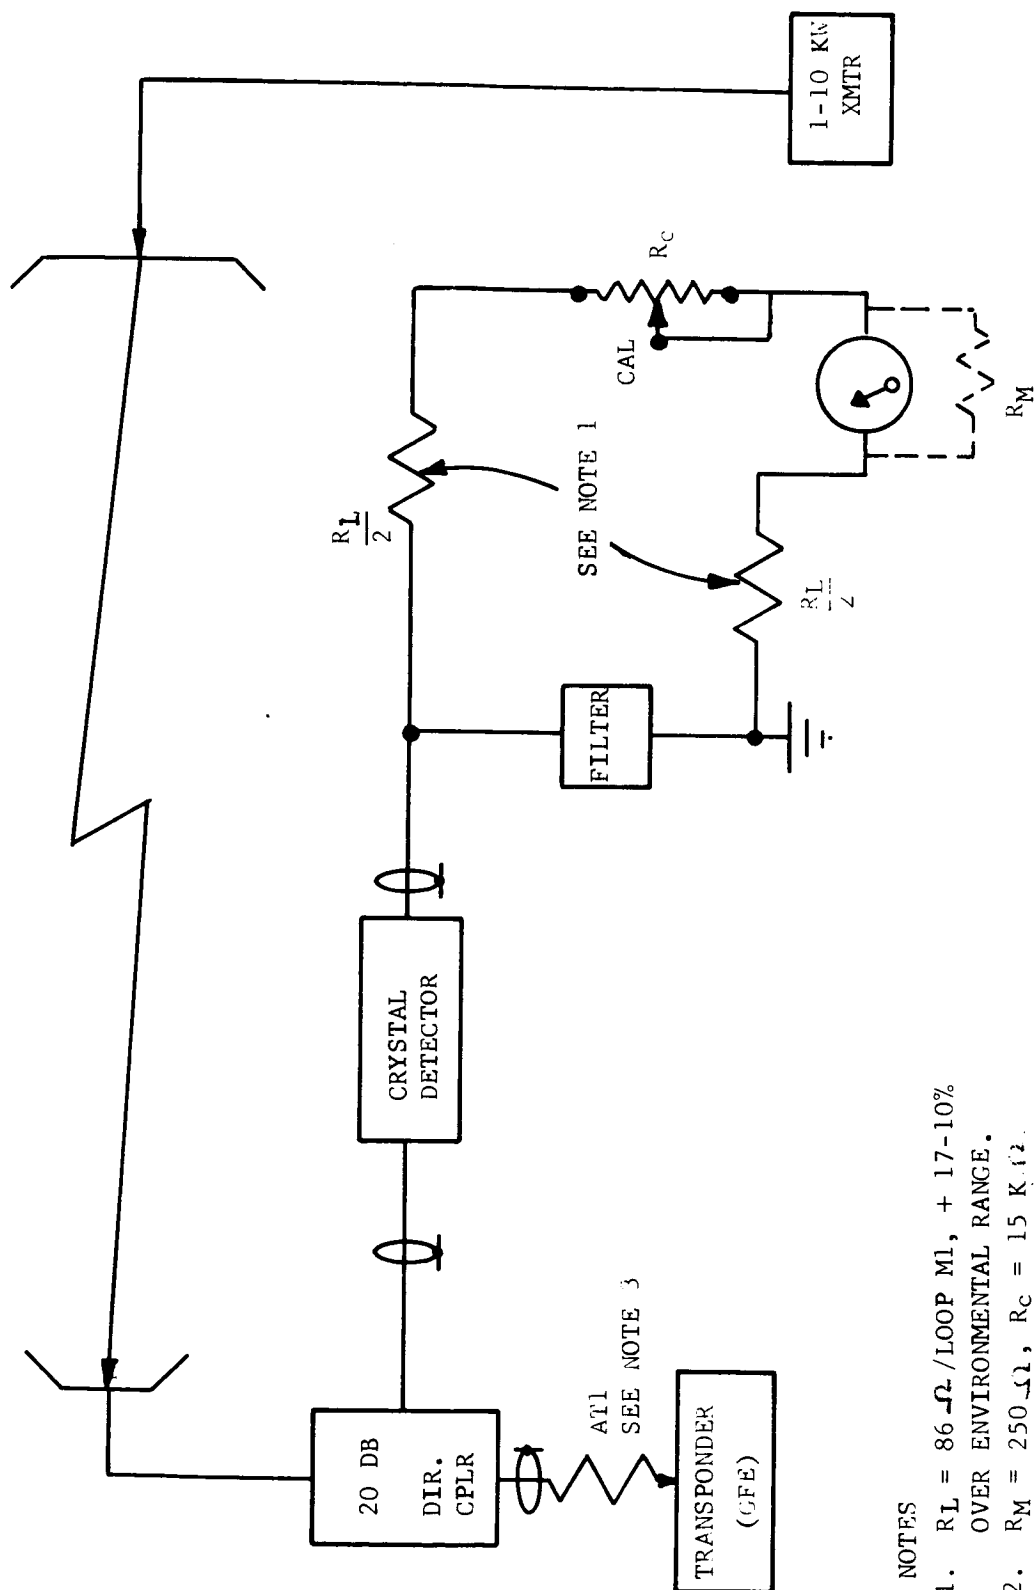 1-10 KW
XMTR
R_C
CAL
R_M
R_L
2
SEE NOTE 1
R_L
2
FILTER
CRYSTAL
DETECTOR
20 DB
DIR.
CPLR
AT1
SEE NOTE 3
TRANSPONDER
(GFE)
NOTES
1. R_L = 86 Ω/LOOP MI, + 17-10%
OVER ENVIRONMENTAL RANGE.
2. R_M = 250 Ω, R_C = 15 K Ω.